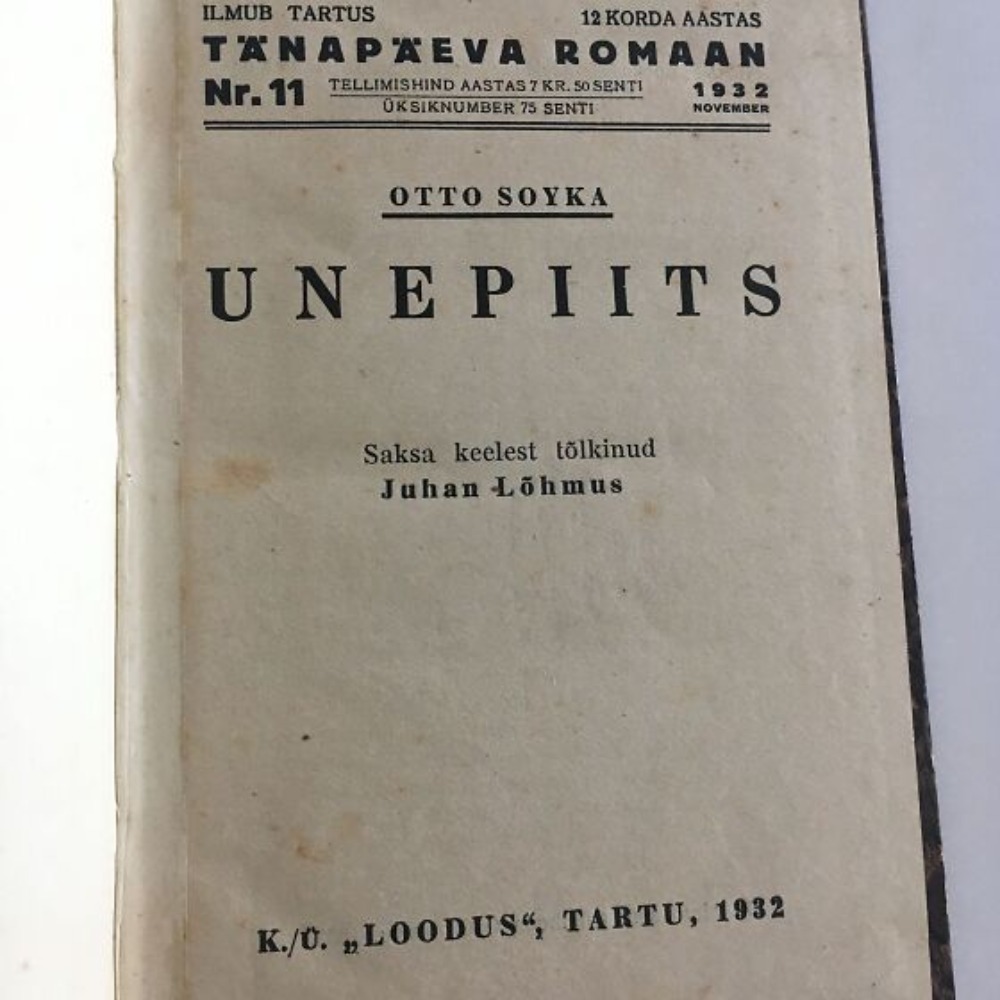 ILMUB TARTUS 12 KORDA AASTAS
TÄNAPÄEVA ROMAAN
Nr. 11 TELLIMISHIND AASTAS 7 KR. 50 SENTI 1932
ÜKSIKNUMBER 75 SENTI NOVEMBER
OTTO SOYKA
UNEPIITS
Saksa keelest tõlkinud
Juhan Lõhmus
K./Ü. „LOODUS“, TARTU, 1932